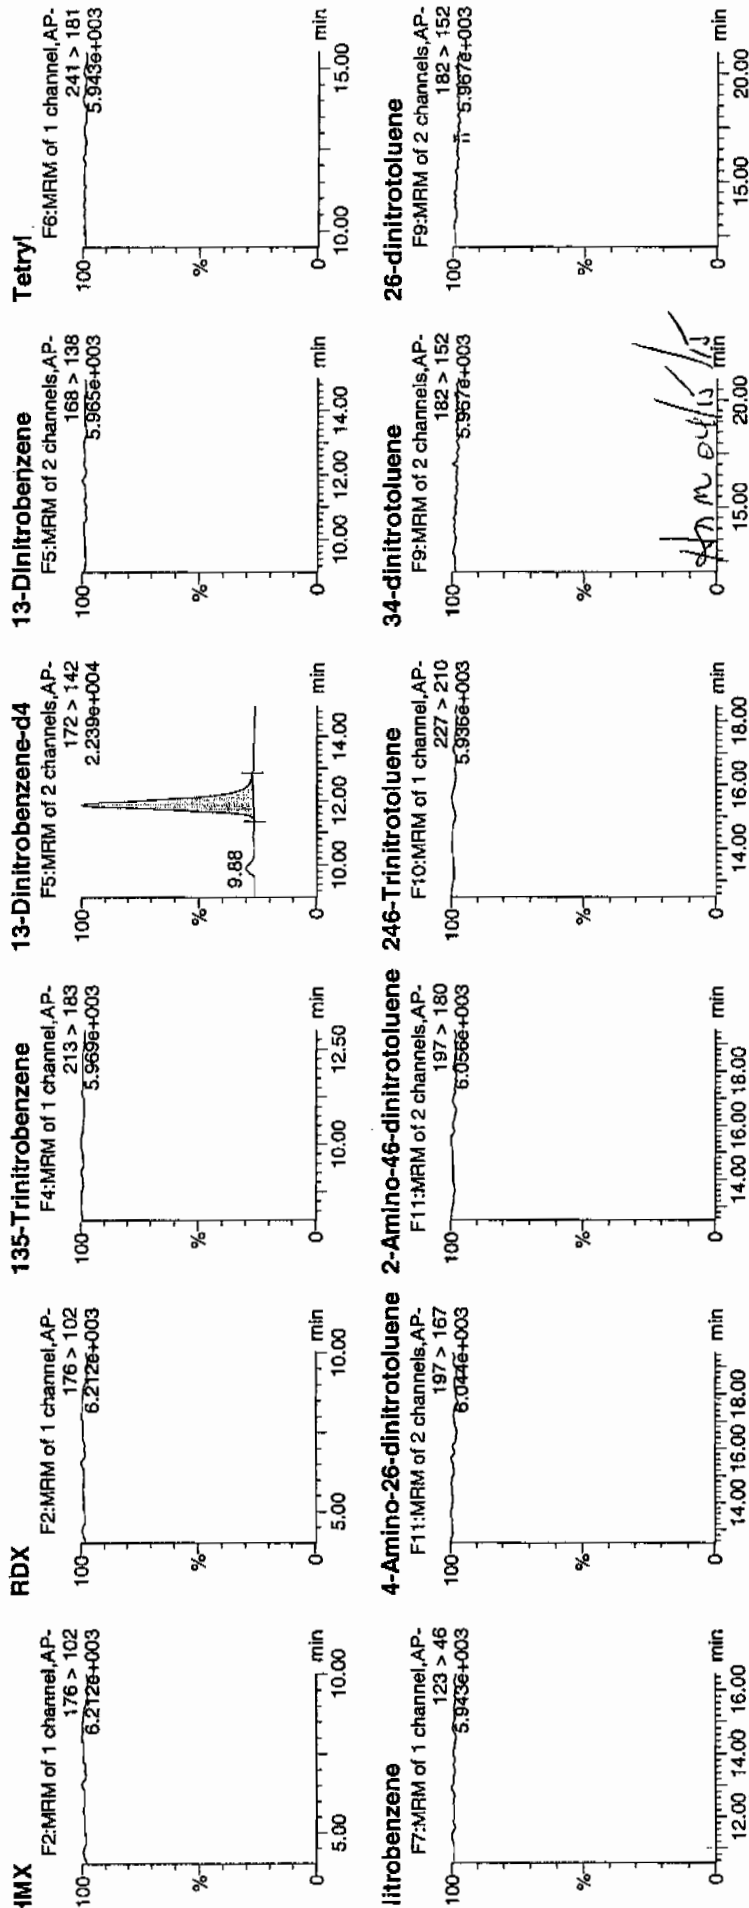 HMX
F2:MRM of 1 channel,AP-
176 > 102
6.212e+003
100
%
0
5.00
10.00
min
RDX
F2:MRM of 1 channel,AP-
176 > 102
6.212e+003
100
%
0
5.00
10.00
min
135-Trinitrobenzene
F4:MRM of 1 channel,AP-
213 > 183
5.969e+003
100
%
0
10.00
12.50
min
13-Dinitrobenzene-d4
F5:MRM of 2 channels,AP-
172 > 142
2.239e+004
100
9.88
%
0
10.00
12.00
14.00
min
13-Dinitrobenzene
F5:MRM of 2 channels,AP-
168 > 138
5.965e+003
100
%
0
10.00
12.00
14.00
min
Tetryl
F6:MRM of 1 channel,AP-
241 > 181
5.943e+003
100
%
0
10.00
15.00
min
litrobenzene
F7:MRM of 1 channel,AP-
123 > 46
5.943e+003
100
%
0
12.00
14.00
16.00
min
4-Amino-26-dinitrotoluene
F11:MRM of 2 channels,AP-
197 > 167
6.044e+003
100
%
0
14.00
16.00
18.00
min
2-Amino-46-dinitrotoluene
F11:MRM of 2 channels,AP-
197 > 180
6.056e+003
100
%
0
14.00
16.00
18.00
min
246-Trinitrotoluene
F10:MRM of 1 channel,AP-
227 > 210
5.936e+003
100
%
0
14.00
16.00
18.00
min
34-dinitrotoluene
F9:MRM of 2 channels,AP-
182 > 152
5.967e+003
100
%
0
15.00
20.00
min
26-dinitrotoluene
F9:MRM of 2 channels,AP-
182 > 152
5.967e+003
100
%
0
15.00
20.00
min